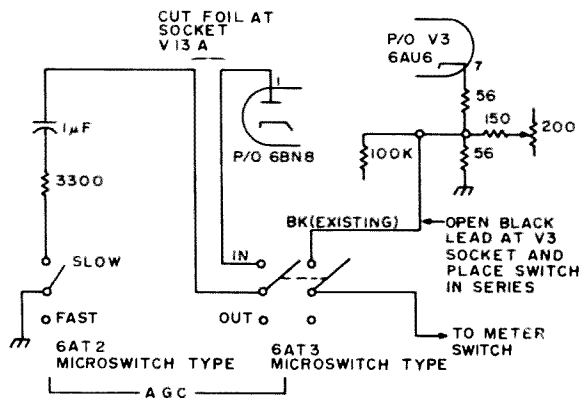 CUT FOIL AT
SOCKET
V13A
P/O V3
6AU6
7
56
150
200
1µF
1
P/O 6BN8
100K
56
3300
BK(EXISTING)
OPEN BLACK
LEAD AT V3
SOCKET AND
PLACE SWITCH
IN SERIES
SLOW
IN
FAST
OUT
TO METER
SWITCH
6AT2
MICROSWITCH TYPE
6AT3
MICROSWITCH TYPE
AGC